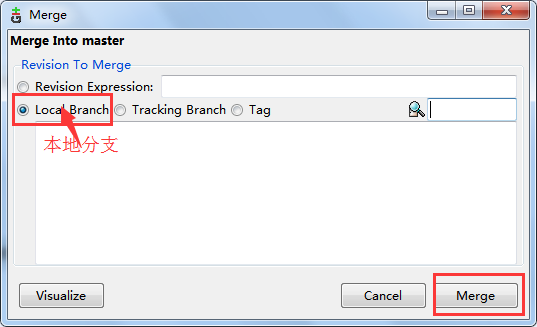 Merge
Merge Into master
Revision To Merge
Revision Expression:
Local Branch Tracking Branch Tag
本地分支
Visualize Cancel Merge